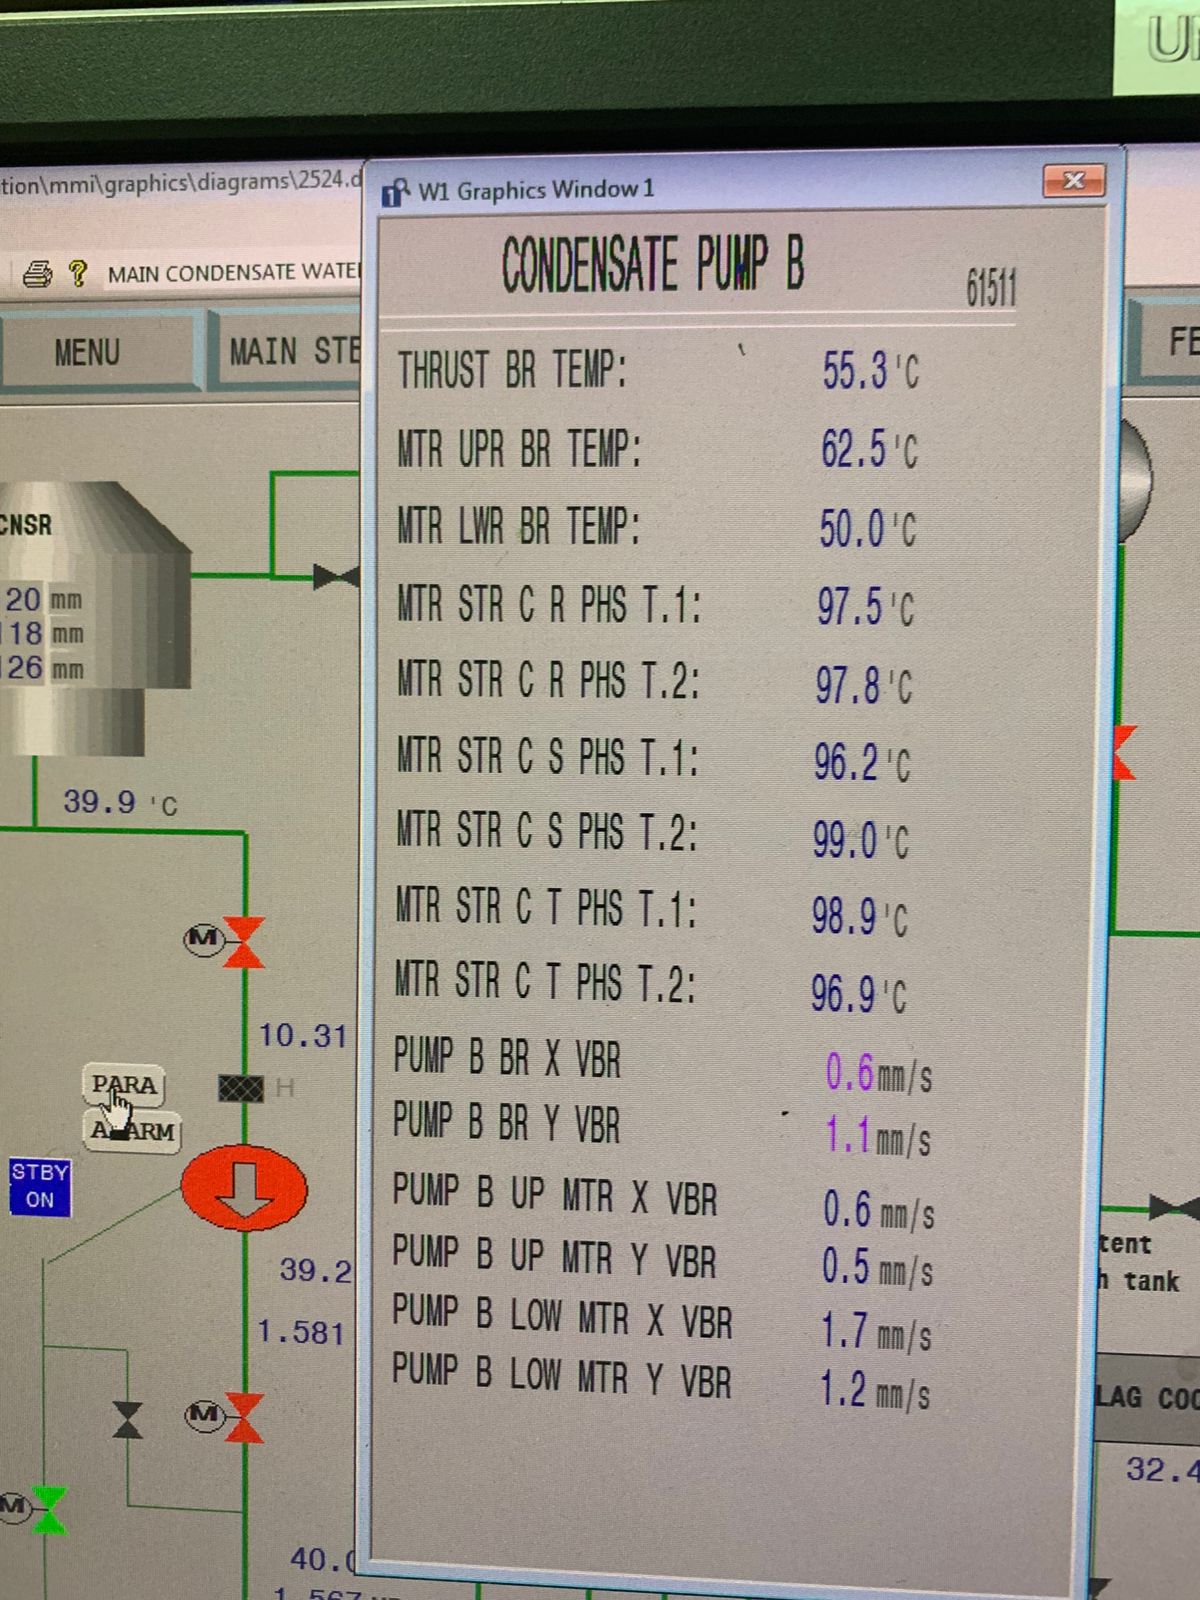 tion\mmi\graphics\diagrams\2524.d
W1 Graphics Window 1
MAIN CONDENSATE WATE
MENU
MAIN STE
FE
CONDENSATE PUMP B
61511
THRUST BR TEMP: 55.3 'C
MTR UPR BR TEMP: 62.5 'C
MTR LWR BR TEMP: 50.0 'C
MTR STR C R PHS T.1: 97.5 'C
MTR STR C R PHS T.2: 97.8 'C
MTR STR C S PHS T.1: 96.2 'C
MTR STR C S PHS T.2: 99.0 'C
MTR STR C T PHS T.1: 98.9 'C
MTR STR C T PHS T.2: 96.9 'C
PUMP B BR X VBR 0.6 mm/s
PUMP B BR Y VBR 1.1 mm/s
PUMP B UP MTR X VBR 0.6 mm/s
PUMP B UP MTR Y VBR 0.5 mm/s
PUMP B LOW MTR X VBR 1.7 mm/s
PUMP B LOW MTR Y VBR 1.2 mm/s
CNSR
20 mm
118 mm
126 mm
39.9 'C
M
10.31
PARA
H
ALARM
STBY
ON
39.2
1.581
M
M
40.0
1.567
tent
h tank
LAG COO
32.4